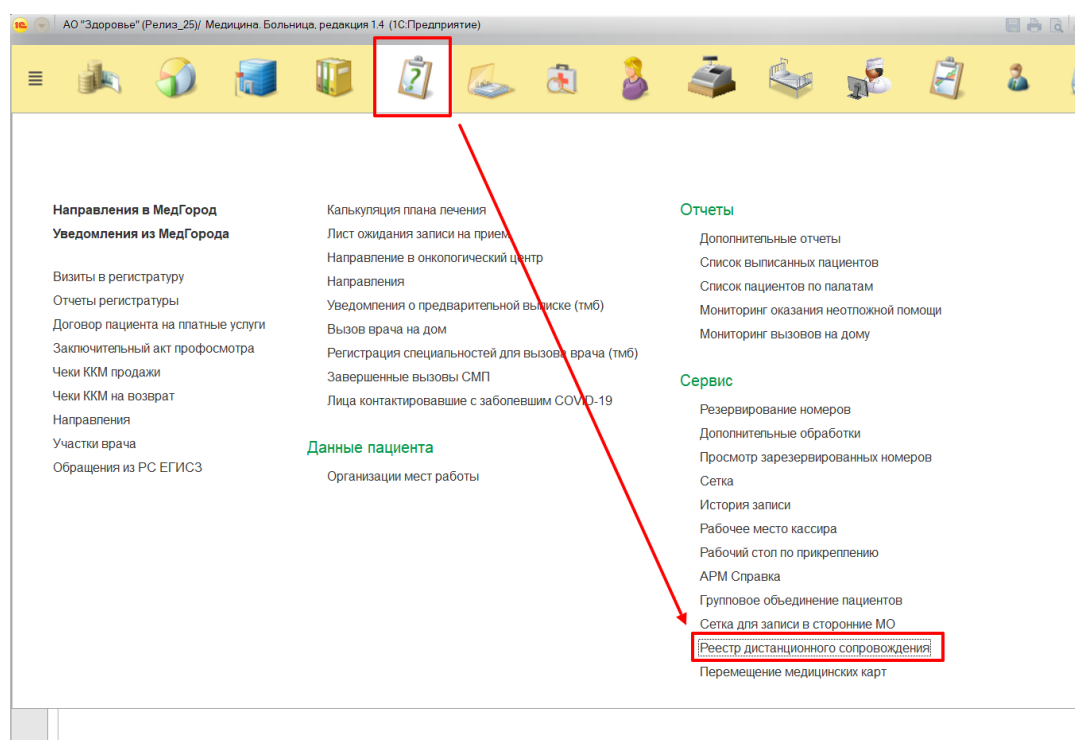 1С АО "Здоровье" (Релиз_25)/ Медицина. Больница, редакция 1.4 (1С:Предприятие)
Направления в МедГород
Уведомления из МедГорода
Визиты в регистратуру
Отчеты регистратуры
Договор пациента на платные услуги
Заключительный акт профосмотра
Чеки ККМ продажи
Чеки ККМ на возврат
Направления
Участки врача
Обращения из РС ЕГИСЗ
Калькуляция плана лечения
Лист ожидания записи на прием
Направление в онкологический центр
Направления
Уведомления о предварительной выписке (тмб)
Вызов врача на дом
Регистрация специальностей для вызова врача (тмб)
Завершенные вызовы СМП
Лица контактировавшие с заболевшим COVID-19
Данные пациента
Организации мест работы
Отчеты
Дополнительные отчеты
Список выписанных пациентов
Список пациентов по палатам
Мониторинг оказания неотложной помощи
Мониторинг вызовов на дому
Сервис
Резервирование номеров
Дополнительные обработки
Просмотр зарезервированных номеров
Сетка
История записи
Рабочее место кассира
Рабочий стол по прикреплению
АРМ Справка
Групповое объединение пациентов
Сетка для записи в сторонние МО
Реестр дистанционного сопровождения
Перемещение медицинских карт